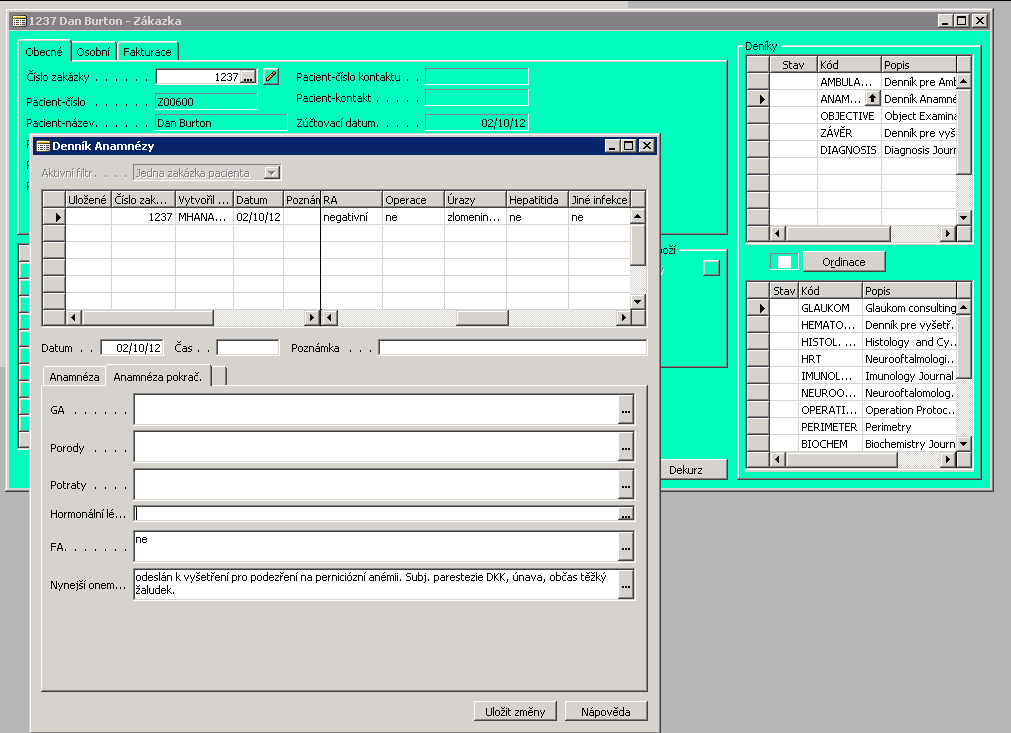 1237 Dan Burton - Zákazka
Obecné Osobní Fakturace
Číslo zakázky . . . . . . 1237 ... Pacient-číslo kontaktu . .
Pacient-číslo . . . . . . Z00600 Pacient-kontakt . . . . .
Pacient-název. . . . . . Dan Burton Zúčtovací datum. . . . . 02/10/12
Deníky
Stav Kód Popis
AMBULA... Denník pre Amb
ANAM... Denník Anamné
OBJECTIVE Object Examina
ZÁVĚR Denník pre vyš
DIAGNOSIS Diagnosis Jourr
Ordinace
Stav Kód Popis
GLAUKOM Glaukom consulting
HEMATO... Denník pre vyšetř.
HISTOL. ... Histology and Cy...
HRT Neurooftalmologi...
IMUNOL... Imunology Journal
NEUROO... Neurooftalomolog.
OPERATI... Operation Protoc..
PERIMETER Perimetry
BIOCHEM Biochemistry Journ
boží
Dekurz
Denník Anamnézy
Aktivní filtr. . . . Jedna zakázka pacienta
Uložené Číslo zak... Vytvořil ... Datum Poznán RA Operace Úrazy Hepatitida Jiné infekce
1237 MHANA... 02/10/12 negativní ne zlomenin... ne ne
Datum . . 02/10/12 Čas . . Poznámka . . .
Anamnéza Anamnéza pokrač.
GA . . . . . . ...
Porody . . . . ...
Potraty . . . . ...
Hormonální lé... ...
FA. . . . . . . ne ...
Nynejší onem... odeslán k vyšetření pro podezření na perniciózní anémii. Subj. parestezie DKK, únava, občas těžký ...
žaludek.
Uložit změny Nápověda